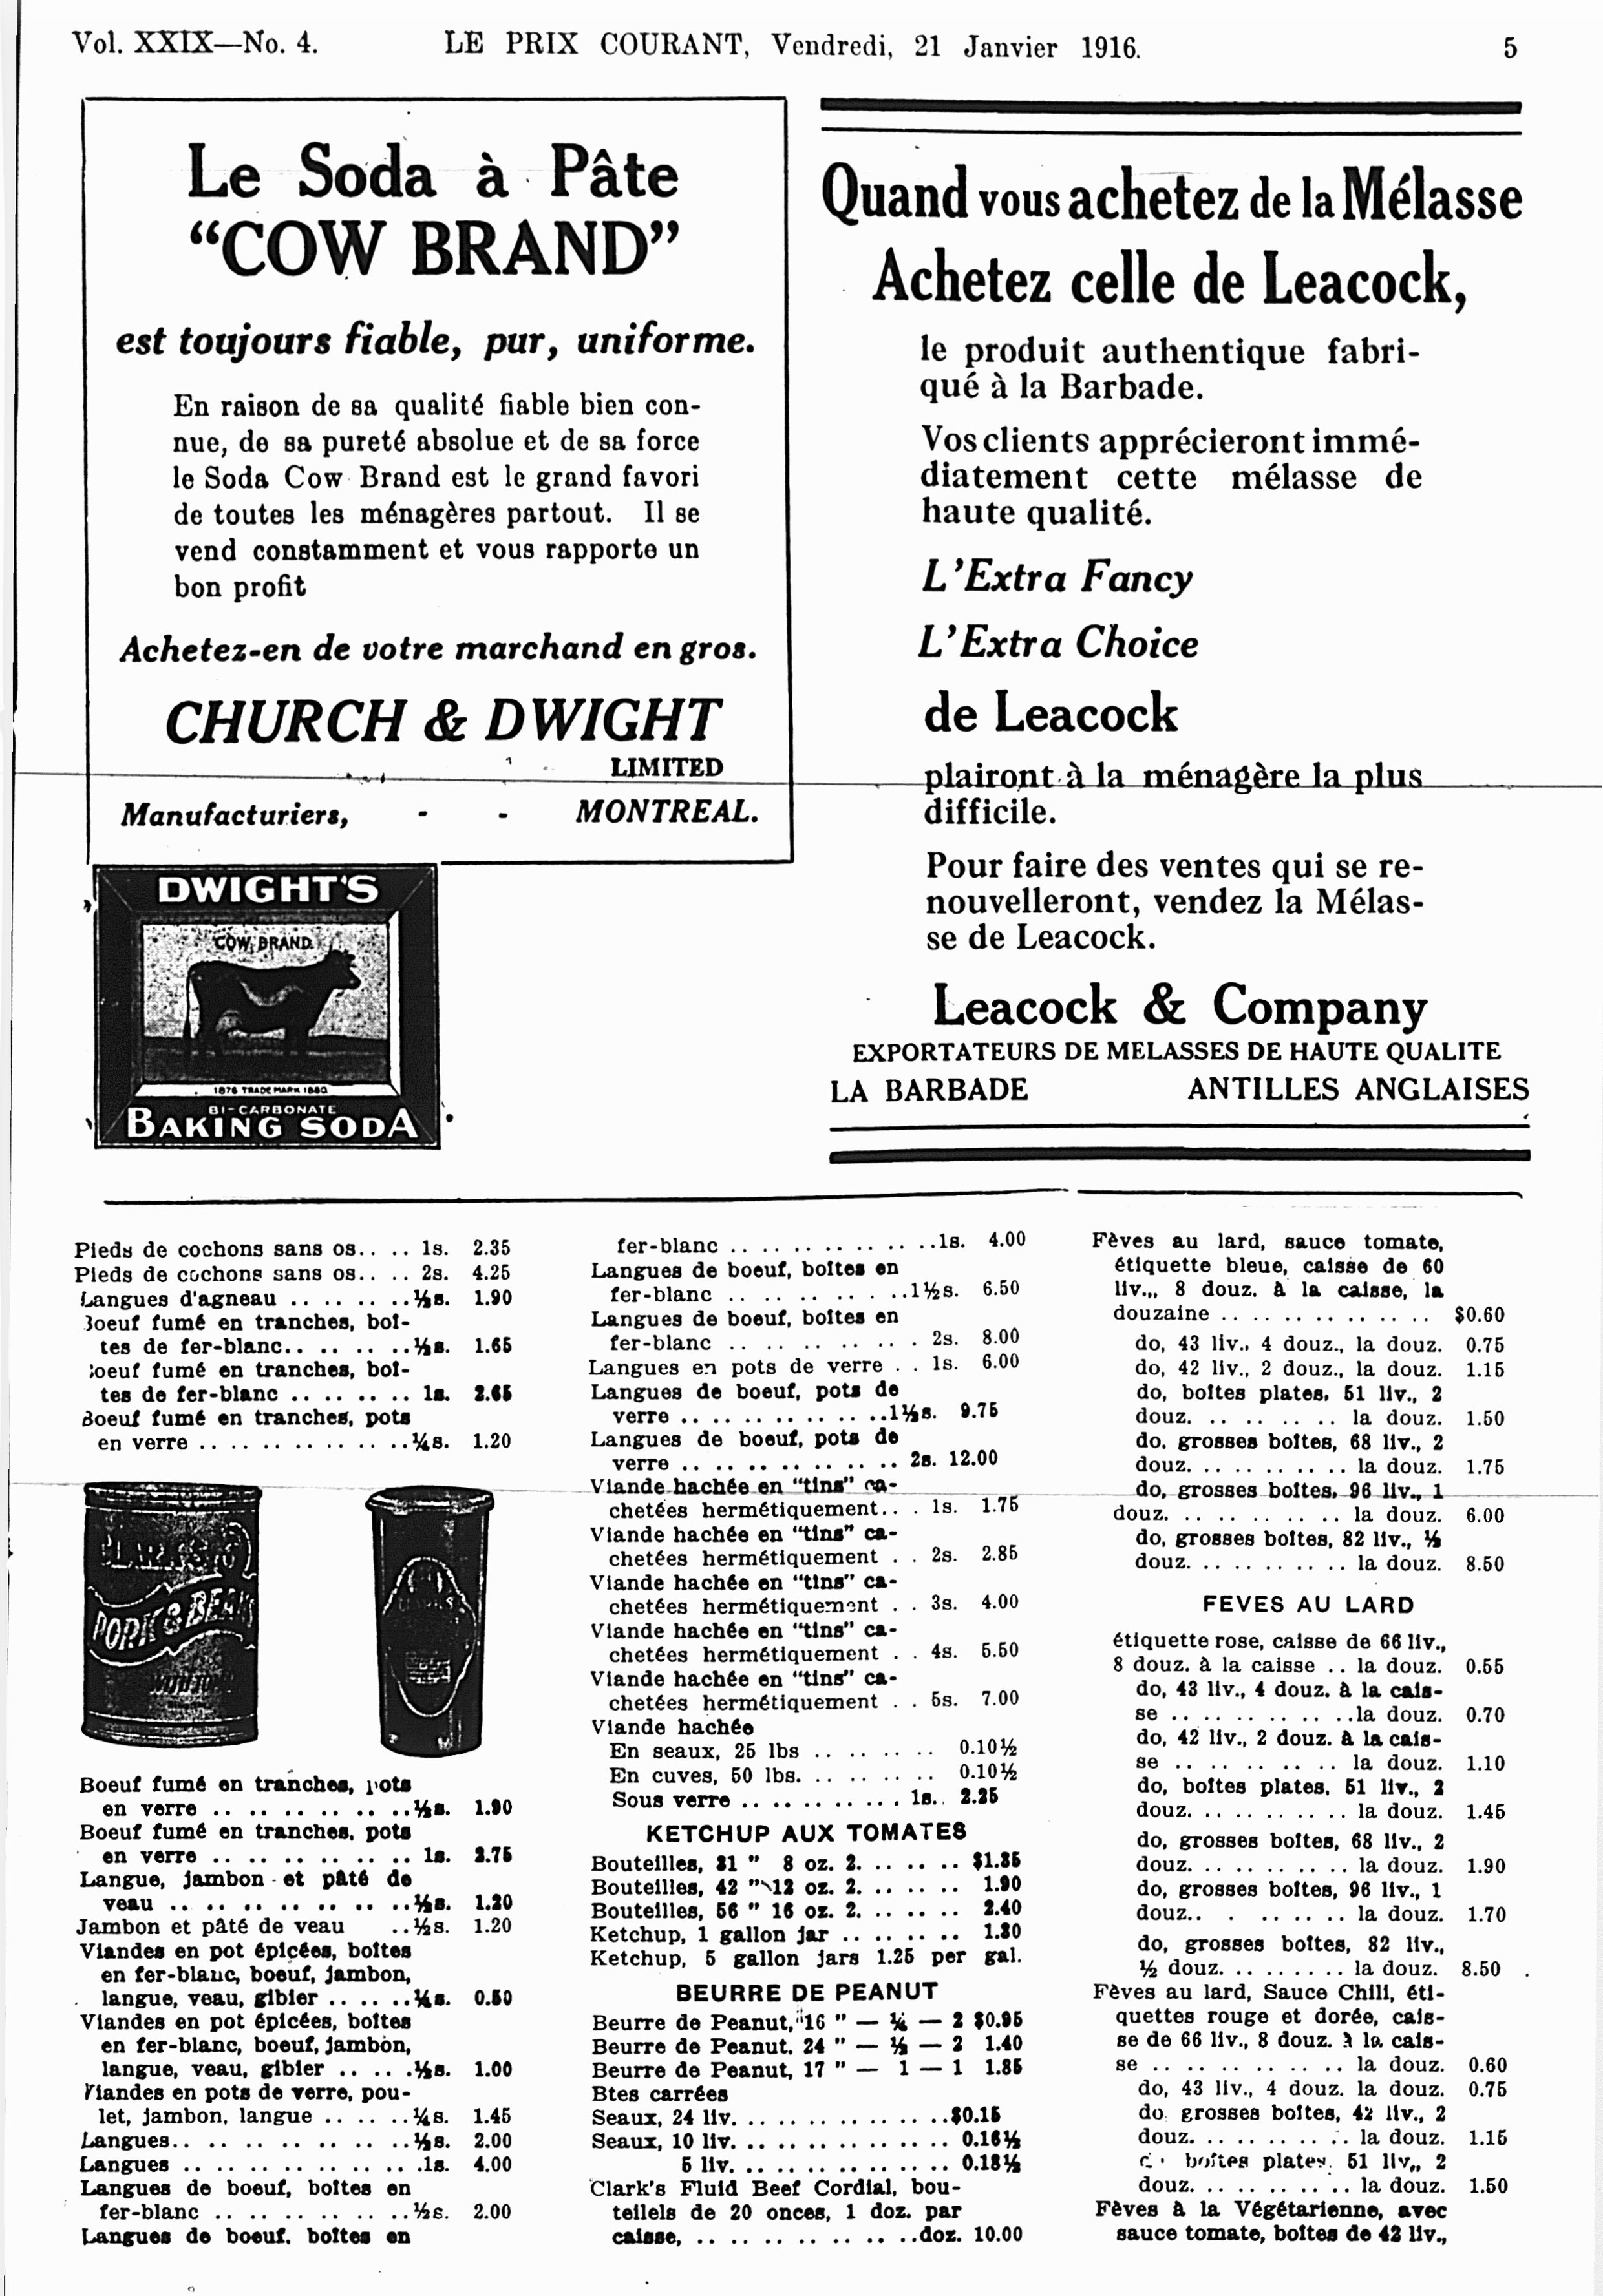 Vol. XXIX—No. 4. LE PRIX COURANT, Vendredi, 21 Janvier 1916. 5
Le Soda à Pâte
“COW BRAND”
est toujours fiable, pur, uniforme.
En raison de sa qualité fiable bien con-
nue, de sa pureté absolue et de sa force
le Soda Cow Brand est le grand favori
de toutes les ménagères partout. Il se
vend constamment et vous rapporte un
bon profit
Achetez-en de votre marchand en gros.
CHURCH & DWIGHT
LIMITED
Manufacturiers, - - MONTREAL.
DWIGHT'S
COW BRAND
1876 TRADE MARK 1880
BI-CARBONATE
BAKING SODA
Quand vous achetez de la Mélasse
Achetez celle de Leacock,
le produit authentique fabri-
qué à la Barbade.
Vos clients apprécieront immé-
diatement cette mélasse de
haute qualité.
L'Extra Fancy
L'Extra Choice
de Leacock
plairont à la ménagère la plus
difficile.
Pour faire des ventes qui se re-
nouvelleront, vendez la Mélas-
se de Leacock.
Leacock & Company
EXPORTATEURS DE MELASSES DE HAUTE QUALITE
LA BARBADE ANTILLES ANGLAISES
Pieds de cochons sans os.. .. 1s. 2.35
Pieds de cochons sans os.. .. 2s. 4.25
Langues d'agneau .. .. .. ..½s. 1.90
Boeuf fumé en tranches, boî-
tes de fer-blanc.. .. .. ..½s. 1.65
Boeuf fumé en tranches, boî-
tes de fer-blanc .. .. .. .. 1s. 2.65
Boeuf fumé en tranches, pots
en verre .. .. .. .. .. .. ..¼s. 1.20
CLARK'S
PORK & BEANS
Boeuf fumé en tranches, pots
en verre .. .. .. .. .. .. ..½s. 1.90
Boeuf fumé en tranches, pots
en verre .. .. .. .. .. .. 1s. 2.75
Langue, jambon et pâté de
veau .. .. .. .. .. .. ..½s. 1.20
Jambon et pâté de veau ..½s. 1.20
Viandes en pot épicées, boîtes
en fer-blanc, boeuf, jambon,
langue, veau, gibier .. .. ..¼s. 0.50
Viandes en pot épicées, boîtes
en fer-blanc, boeuf, jambon,
langue, veau, gibier .. .. .½s. 1.00
Viandes en pots de verre, pou-
let, jambon, langue .. .. ..¼s. 1.45
Langues.. .. .. .. .. .. ..½s. 2.00
Langues .. .. .. .. .. .. .1s. 4.00
Langues de boeuf, boîtes en
fer-blanc .. .. .. .. .. ..½s. 2.00
Langues de boeuf, boîtes en
fer-blanc .. .. .. .. .. .. ..1s. 4.00
Langues de boeuf, boîtes en
fer-blanc .. .. .. .. .. ..1½s. 6.50
Langues de boeuf, boîtes en
fer-blanc .. .. .. .. .. . 2s. 8.00
Langues en pots de verre .. 1s. 6.00
Langues de boeuf, pots de
verre .. .. .. .. .. .. ..1½s. 9.75
Langues de boeuf, pots de
verre .. .. .. .. .. .. .. 2s. 12.00
Viande hachée en “tins” ca-
chetées hermétiquement.. . 1s. 1.75
Viande hachée en “tins” ca-
chetées hermétiquement . . 2s. 2.85
Viande hachée en “tins” ca-
chetées hermétiquement . . 3s. 4.00
Viande hachée en “tins” ca-
chetées hermétiquement . . 4s. 5.50
Viande hachée en “tins” ca-
chetées hermétiquement . . 5s. 7.00
Viande hachée
En seaux, 25 lbs .. .. .. .. 0.10½
En cuves, 50 lbs. .. .. .. .. 0.10½
Sous verre .. .. .. .. .. . 1s. 2.25
KETCHUP AUX TOMATES
Bouteilles, 31 " 8 oz. 2. .. .. .. $1.35
Bouteilles, 42 " 12 oz. 2. .. .. .. 1.90
Bouteilles, 56 " 16 oz. 2. .. .. .. 2.40
Ketchup, 1 gallon jar .. .. .. .. 1.30
Ketchup, 5 gallon jars 1.25 per gal.
BEURRE DE PEANUT
Beurre de Peanut, 16 " — ¼ — 2 $0.95
Beurre de Peanut. 24 " — ½ — 2 1.40
Beurre de Peanut, 17 " — 1 — 1 1.85
Btes carrées
Seaux, 24 liv. .. .. .. .. .. .. ..$0.15
Seaux, 10 liv. .. .. .. .. .. .. .. 0.16½
5 liv. .. .. .. .. .. .. .. 0.18½
Clark's Fluid Beef Cordial, bou-
teilels de 20 onces, 1 doz. par
caisse, .. .. .. .. .. .. ..doz. 10.00
Fèves au lard, sauce tomate,
étiquette bleue, caisse de 60
liv.,, 8 douz. à la caisse, la
douzaine .. .. .. .. .. .. .. $0.60
do, 43 liv., 4 douz., la douz. 0.75
do, 42 liv., 2 douz., la douz. 1.15
do, boîtes plates, 51 liv., 2
douz. .. .. .. .. la douz. 1.50
do, grosses boîtes, 68 liv., 2
douz. .. .. .. .. .. la douz. 1.75
do, grosses boîtes, 96 liv., 1
douz. .. .. .. .. .. .. la douz. 6.00
do, grosses boîtes, 82 liv., ½
douz. .. .. .. .. .. la douz. 8.50
FEVES AU LARD
étiquette rose, caisse de 66 liv.,
8 douz. à la caisse .. la douz. 0.55
do, 43 liv., 4 douz. à la cais-
se .. .. .. .. .. .. ..la douz. 0.70
do, 42 liv., 2 douz. à la cais-
se .. .. .. .. .. .. la douz. 1.10
do, boîtes plates, 51 liv., 2
douz. .. .. .. .. .. la douz. 1.45
do, grosses boîtes, 68 liv., 2
douz. .. .. .. .. .. la douz. 1.90
do, grosses boîtes, 96 liv., 1
douz.. . .. .. .. la douz. 1.70
do, grosses boîtes, 82 liv.,
½ douz. .. .. .. .. la douz. 8.50
Fèves au lard, Sauce Chili, éti-
quettes rouge et dorée, cais-
se de 66 liv., 8 douz. à la cais-
se .. .. .. .. .. .. .. la douz. 0.60
do, 43 liv., 4 douz. la douz. 0.75
do grosses boîtes, 42 liv., 2
douz. .. .. .. .. .. la douz. 1.15
do boîtes plates, 51 liv,, 2
douz. .. .. .. .. .. la douz. 1.50
Fèves à la Végétarienne, avec
sauce tomate, boîtes de 42 liv.,